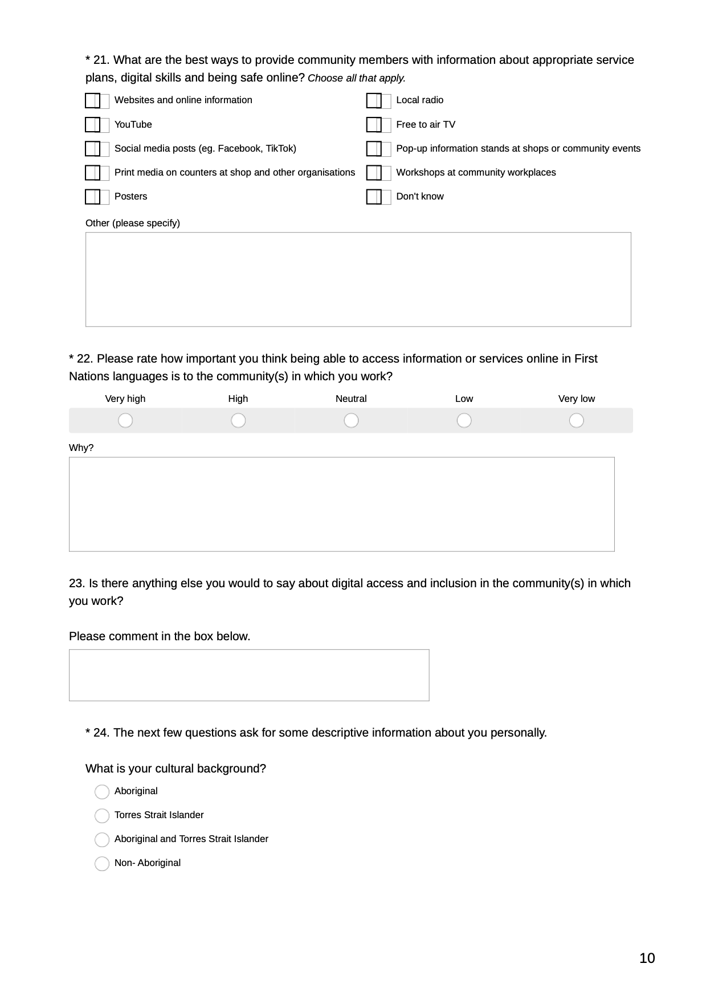 * 21. What are the best ways to provide community members with information about appropriate service
plans, digital skills and being safe online? Choose all that apply.
Websites and online information
Local radio
YouTube
Free to air TV
Social media posts (eg. Facebook, TikTok)
Pop-up information stands at shops or community events
Print media on counters at shop and other organisations
Workshops at community workplaces
Posters
Don't know
Other (please specify)
* 22. Please rate how important you think being able to access information or services online in First
Nations languages is to the community(s) in which you work?
Very high High Neutral Low Very low
Why?
23. Is there anything else you would to say about digital access and inclusion in the community(s) in which
you work?
Please comment in the box below.
* 24. The next few questions ask for some descriptive information about you personally.
What is your cultural background?
Aboriginal
Torres Strait Islander
Aboriginal and Torres Strait Islander
Non- Aboriginal
10